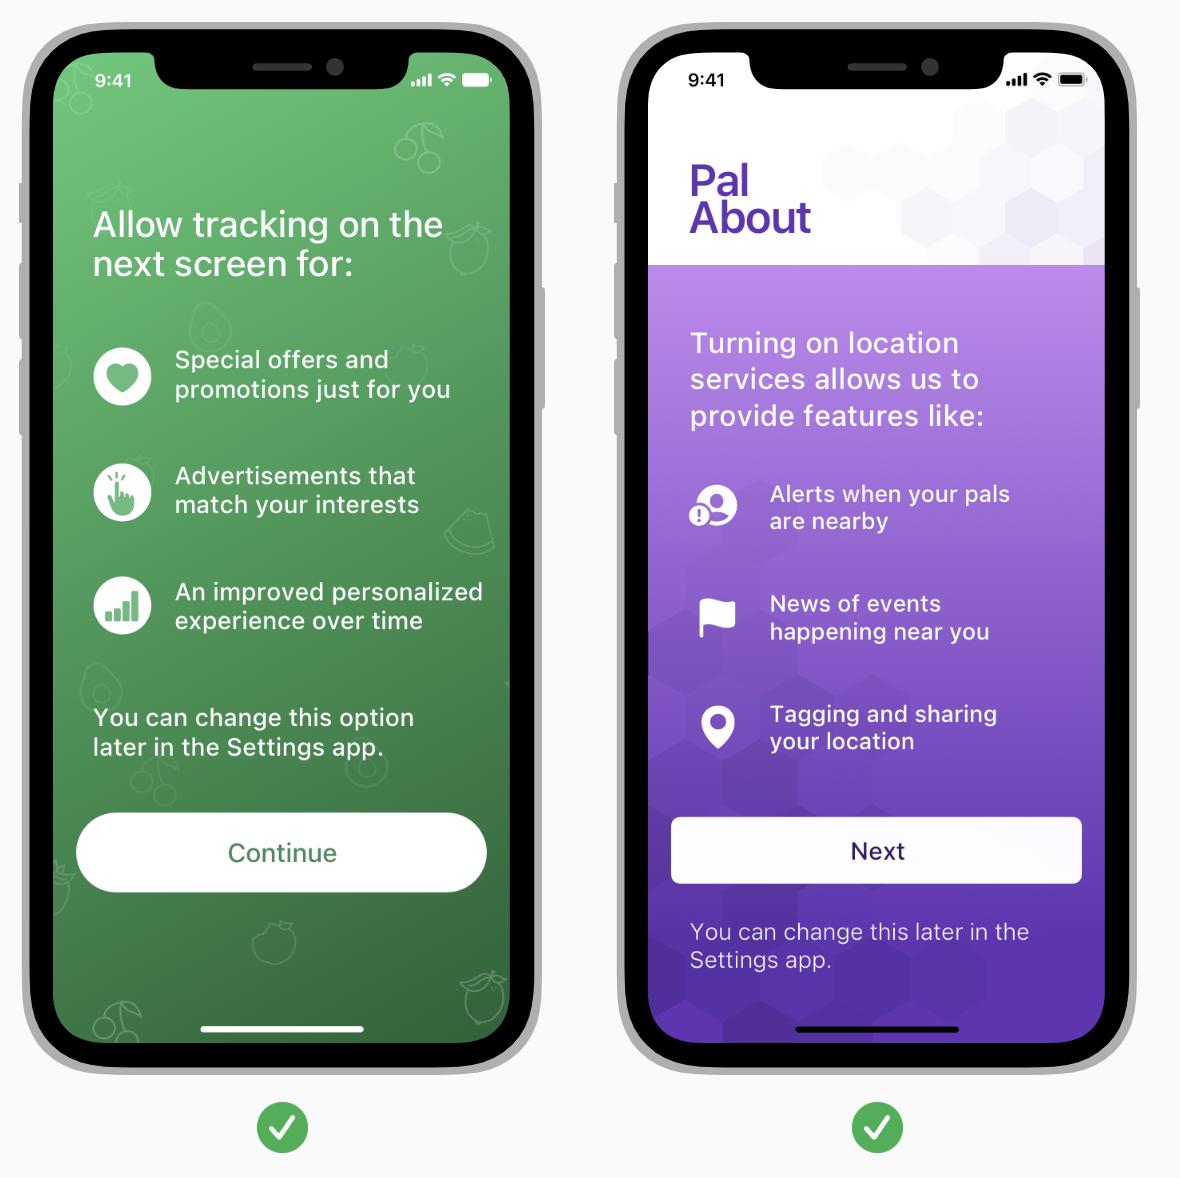 9:41
Allow tracking on the
next screen for:
Special offers and
promotions just for you
Advertisements that
match your interests
An improved personalized
experience over time
You can change this option
later in the Settings app.
Continue
9:41
Pal
About
Turning on location
services allows us to
provide features like:
Alerts when your pals
are nearby
News of events
happening near you
Tagging and sharing
your location
Next
You can change this later in the
Settings app.